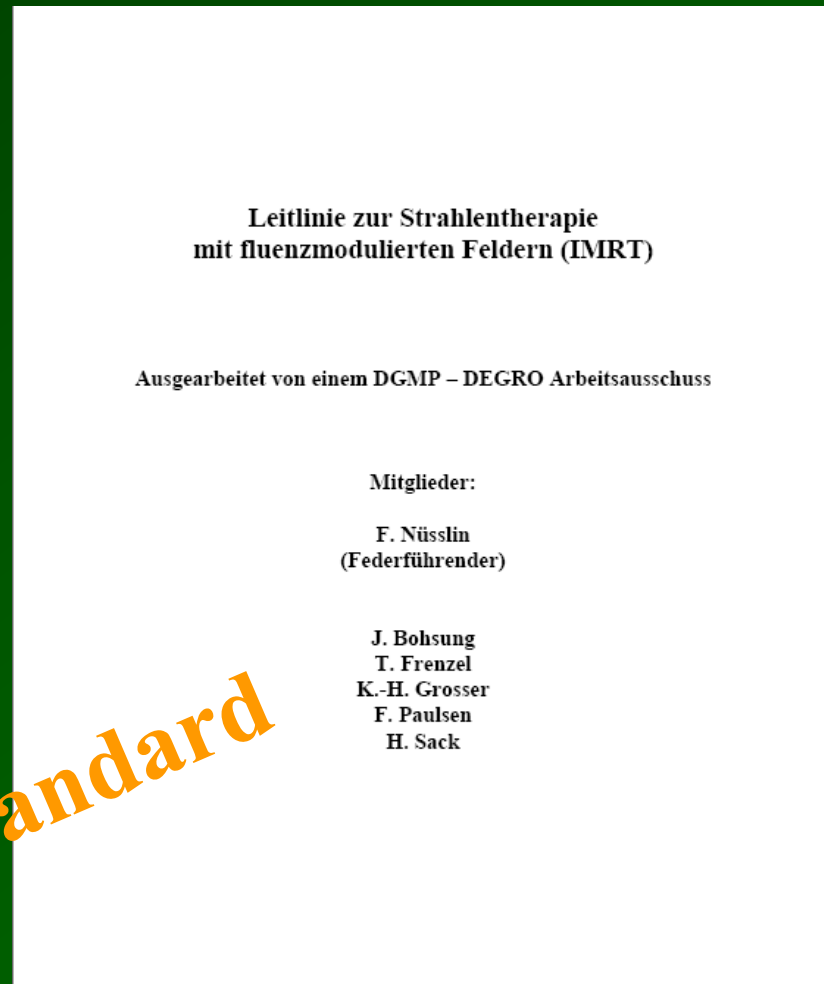 Leitlinie zur Strahlentherapie
mit fluenzmodulierten Feldern (IMRT)
Ausgearbeitet von einem DGMP – DEGRO Arbeitsausschuss
Mitglieder:
F. Nüsslin
(Federführender)
J. Bohsung
T. Frenzel
K.-H. Grosser
F. Paulsen
H. Sack
andard